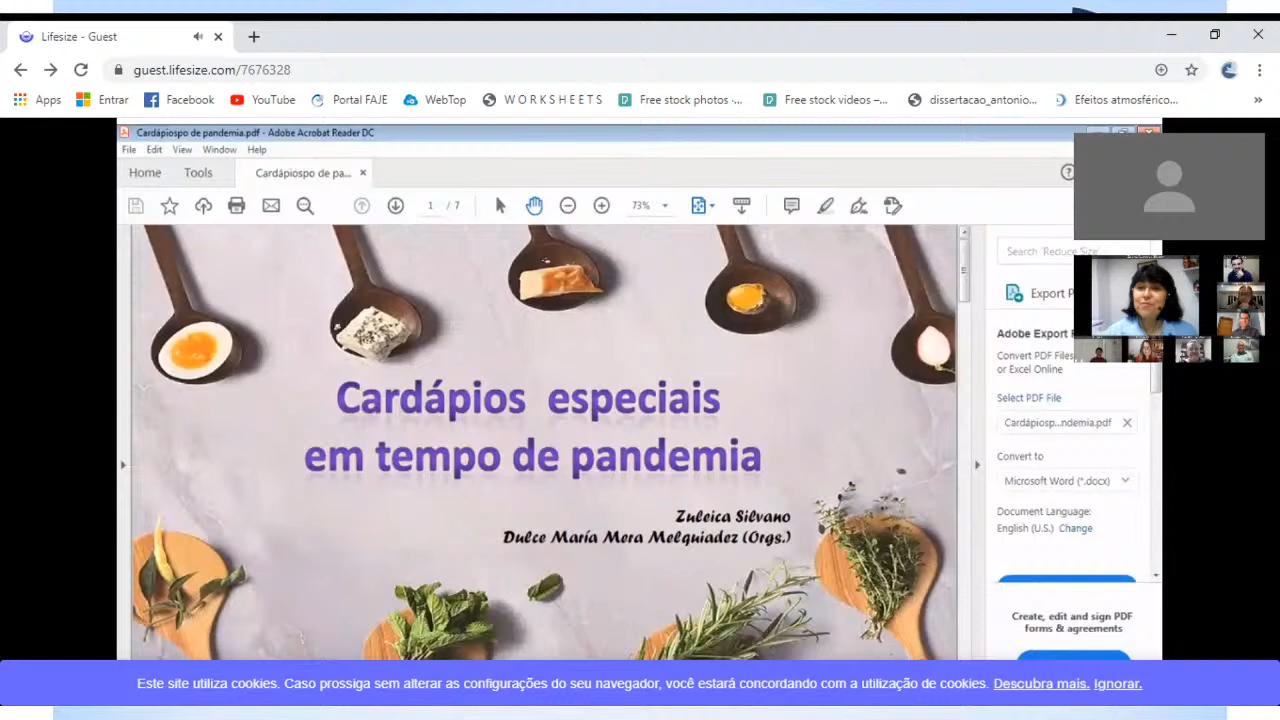 Lifesize - Guest
guest.lifesize.com/7676328
Apps Entrar Facebook YouTube Portal FAJE WebTop W O R K S H E E T S Free stock photos -... Free stock videos –... dissertacao_antonio... Efeitos atmosféric... »
Cardápiospo de pandemia.pdf - Adobe Acrobat Reader DC
File Edit View Window Help
Home Tools Cardápiospo de pa... ×
1 / 7 73%
Search 'Reduce Size'
Export P
Cardápios especiais
em tempo de pandemia
Zuleica Silvano
Dulce María Mera Melquiadez (Orgs.)
Adobe Export
Convert PDF Files
or Excel Online
Select PDF File
Cardápiosp...ndemia.pdf
Convert to
Microsoft Word (*.docx)
Document Language:
English (U.S.) Change
Create, edit and sign PDF
forms & agreements
Este site utiliza cookies. Caso prossiga sem alterar as configurações do seu navegador, você estará concordando com a utilização de cookies. Descubra mais. Ignorar.